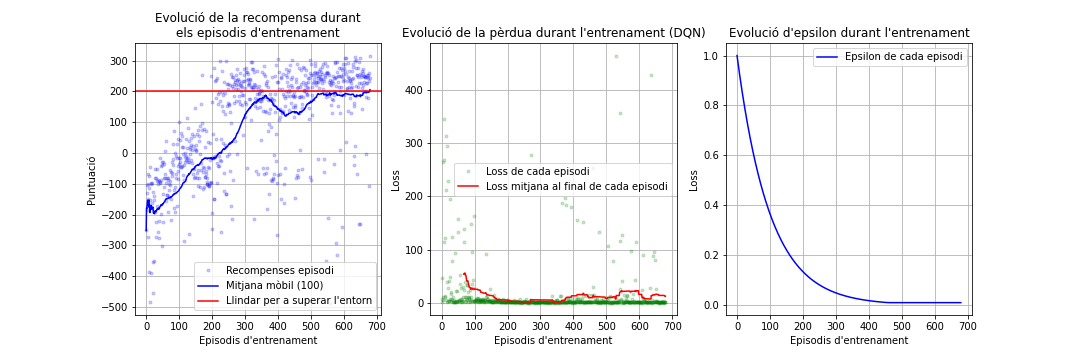 Evolució de la recompensa durant
els episodis d'entrenament
Puntuació
300
200
100
0
−100
−200
−300
−400
−500
Recompenses episodi
Mitjana mòbil (100)
Llindar per a superar l'entorn
0 100 200 300 400 500 600 700
Episodis d'entrenament
Evolució de la pèrdua durant l'entrenament (DQN)
Loss
400
300
200
100
0
Loss de cada episodi
Loss mitjana al final de cada episodi
0 100 200 300 400 500 600 700
Episodis d'entrenament
Evolució d'epsilon durant l'entrenament
Loss
1.0
0.8
0.6
0.4
0.2
0.0
Epsilon de cada episodi
0 100 200 300 400 500 600 700
Episodis d'entrenament